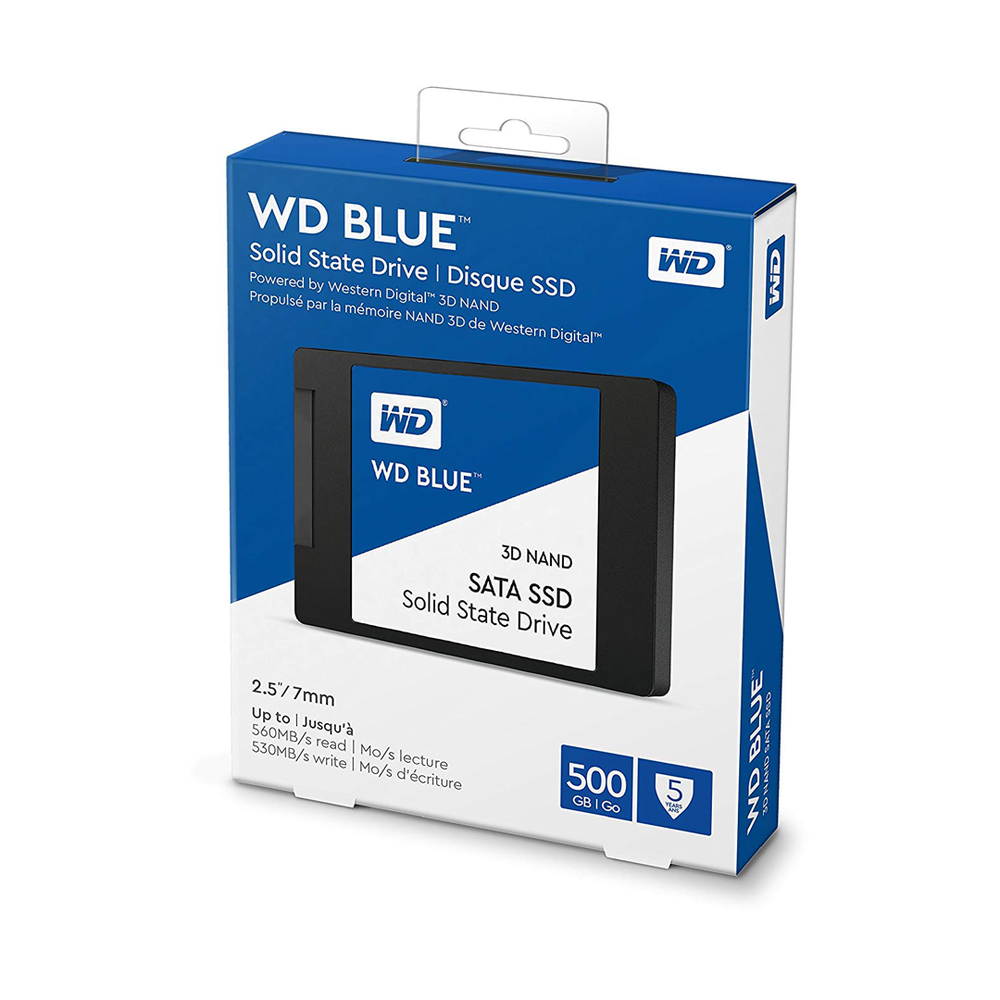 WD BLUE™
Solid State Drive | Disque SSD
Powered by Western Digital™ 3D NAND
Propulsé par la mémoire NAND 3D de Western Digital™
WD®
WD
WD®
WD BLUE™
3D NAND
SATA SSD
Solid State Drive
2.5"/7mm
Up to | Jusqu'à
560MB/s read | Mo/s lecture
530MB/s write | Mo/s d'écriture
500
GB | Go
5
YEARS
ANS
WD BLUE™
3D NAND SATA SSD